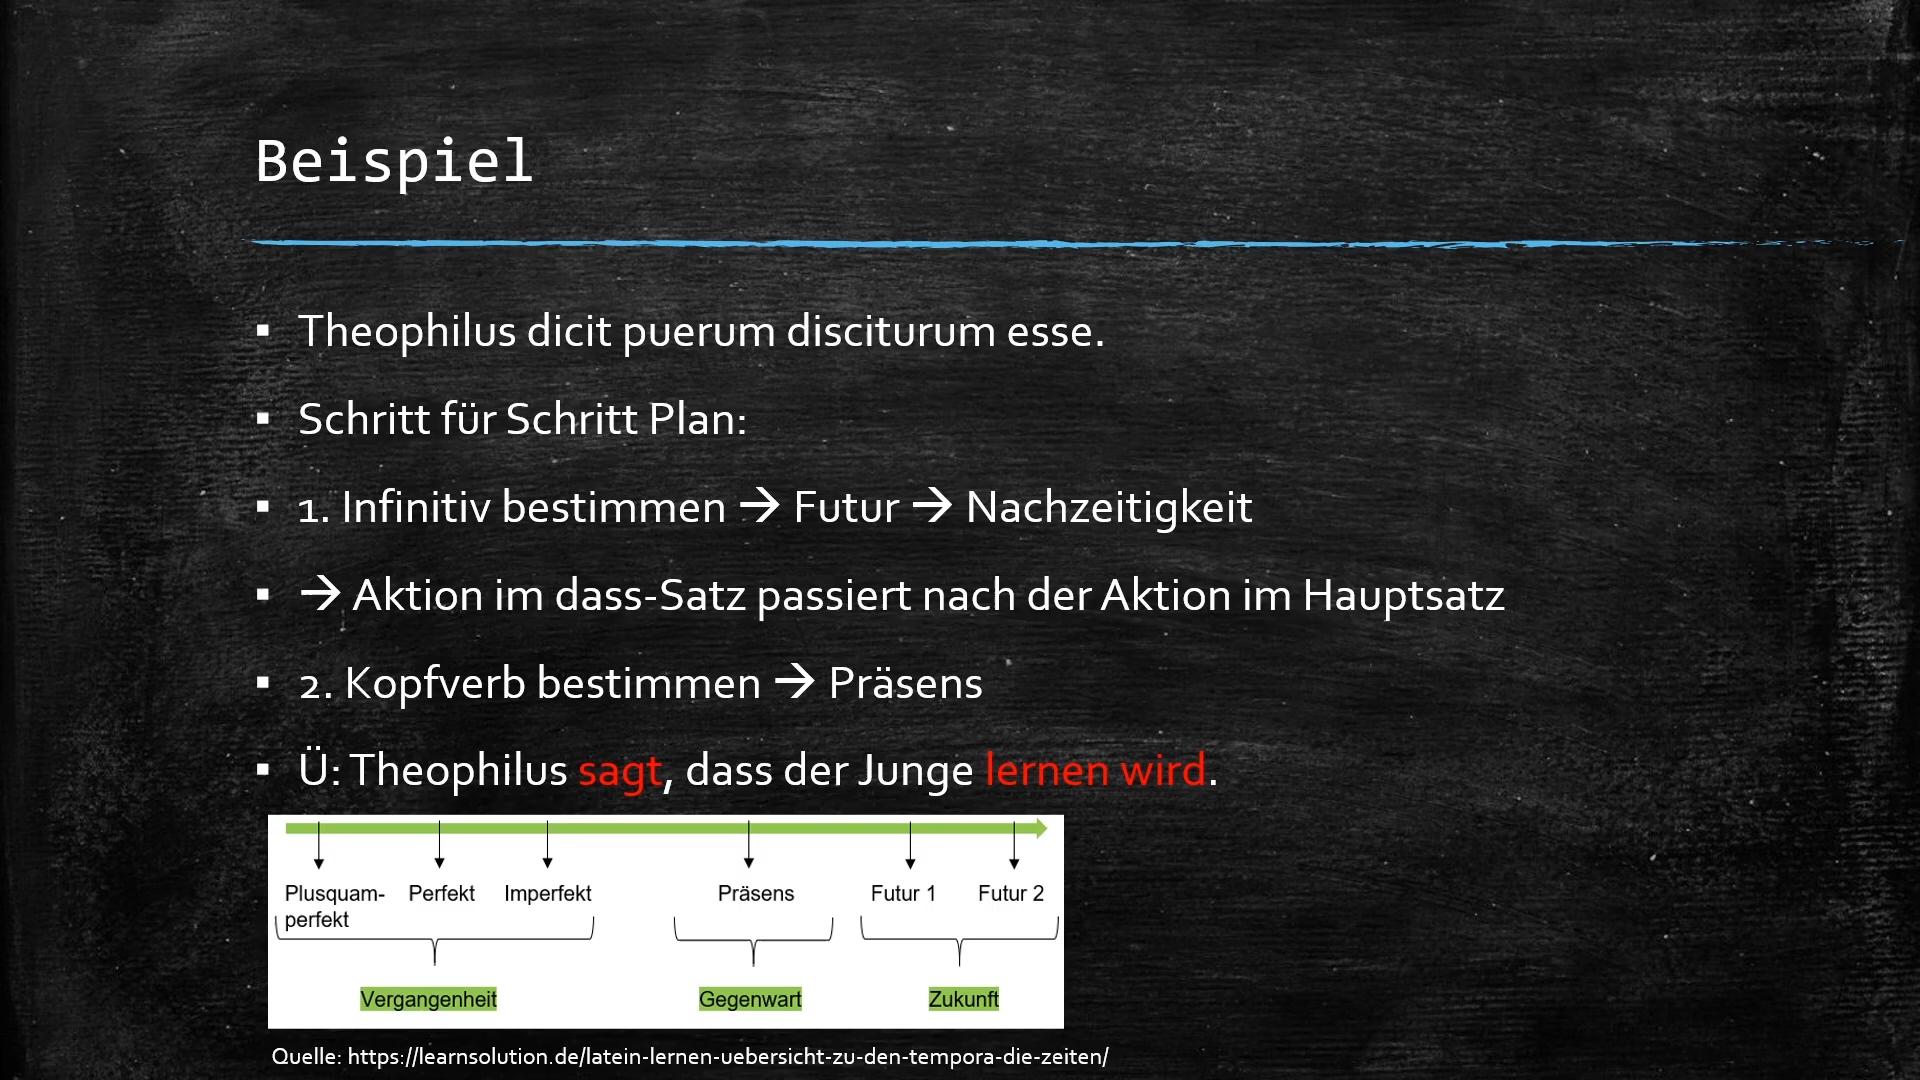 Beispiel
▪ Theophilus dicit puerum disciturum esse.
▪ Schritt für Schritt Plan:
▪ 1. Infinitiv bestimmen → Futur → Nachzeitigkeit
▪ → Aktion im dass-Satz passiert nach der Aktion im Hauptsatz
▪ 2. Kopfverb bestimmen → Präsens
▪ Ü: Theophilus sagt, dass der Junge lernen wird.
Plusquam- Perfekt Imperfekt Präsens Futur 1 Futur 2
perfekt
Vergangenheit Gegenwart Zukunft
Quelle: https://learnsolution.de/latein-lernen-uebersicht-zu-den-tempora-die-zeiten/